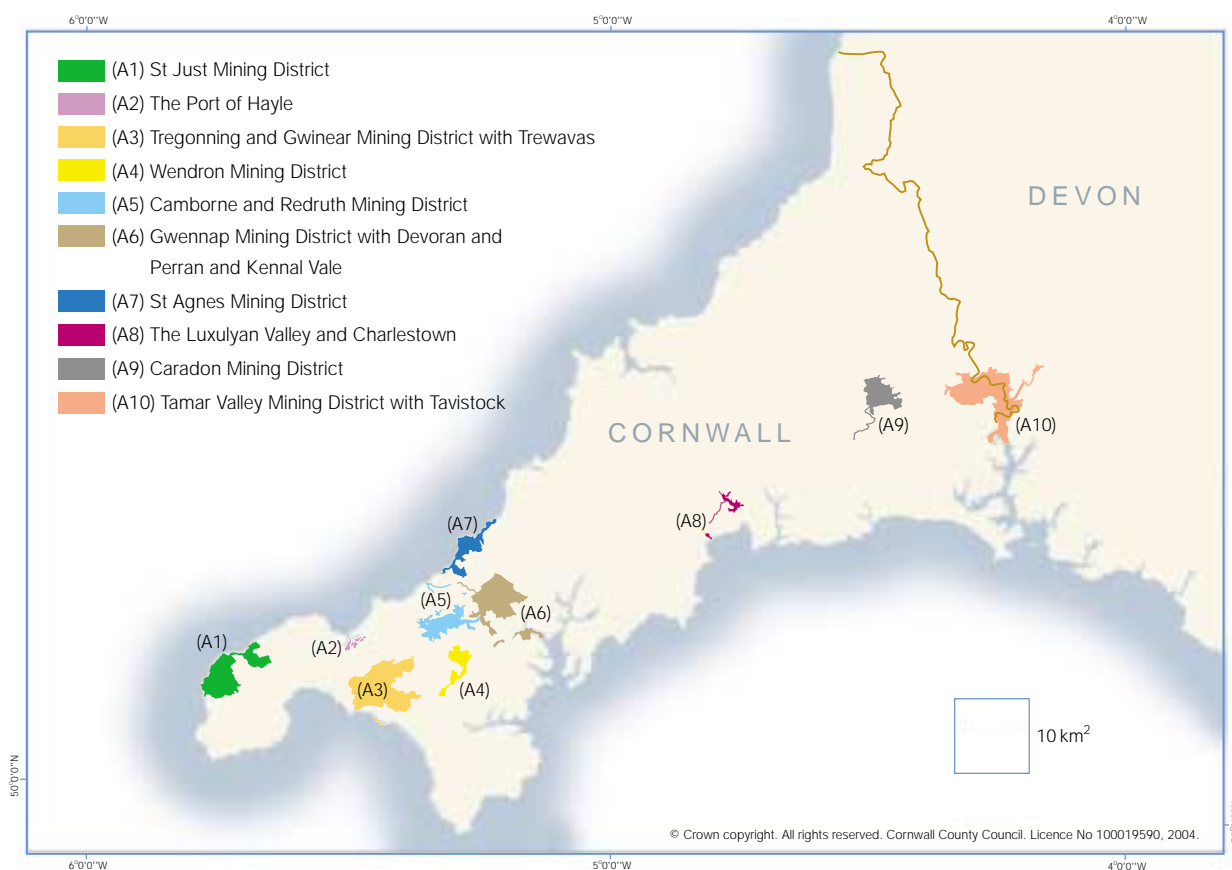 6°0'0"W
5°0'0"W
4°0'0"W
(A1) St Just Mining District
(A2) The Port of Hayle
(A3) Tregonning and Gwinear Mining District with Trewavas
(A4) Wendron Mining District
(A5) Camborne and Redruth Mining District
(A6) Gwennap Mining District with Devoran and
Perran and Kennal Vale
(A7) St Agnes Mining District
(A8) The Luxulyan Valley and Charlestown
(A9) Caradon Mining District
(A10) Tamar Valley Mining District with Tavistock
DEVON
CORNWALL
(A9)
(A10)
(A8)
(A7)
(A5)
(A6)
(A1)
(A2)
(A3)
(A4)
10 km²
50°0'0"N
© Crown copyright. All rights reserved. Cornwall County Council. Licence No 100019590, 2004.
6°0'0"W
5°0'0"W
4°0'0"W